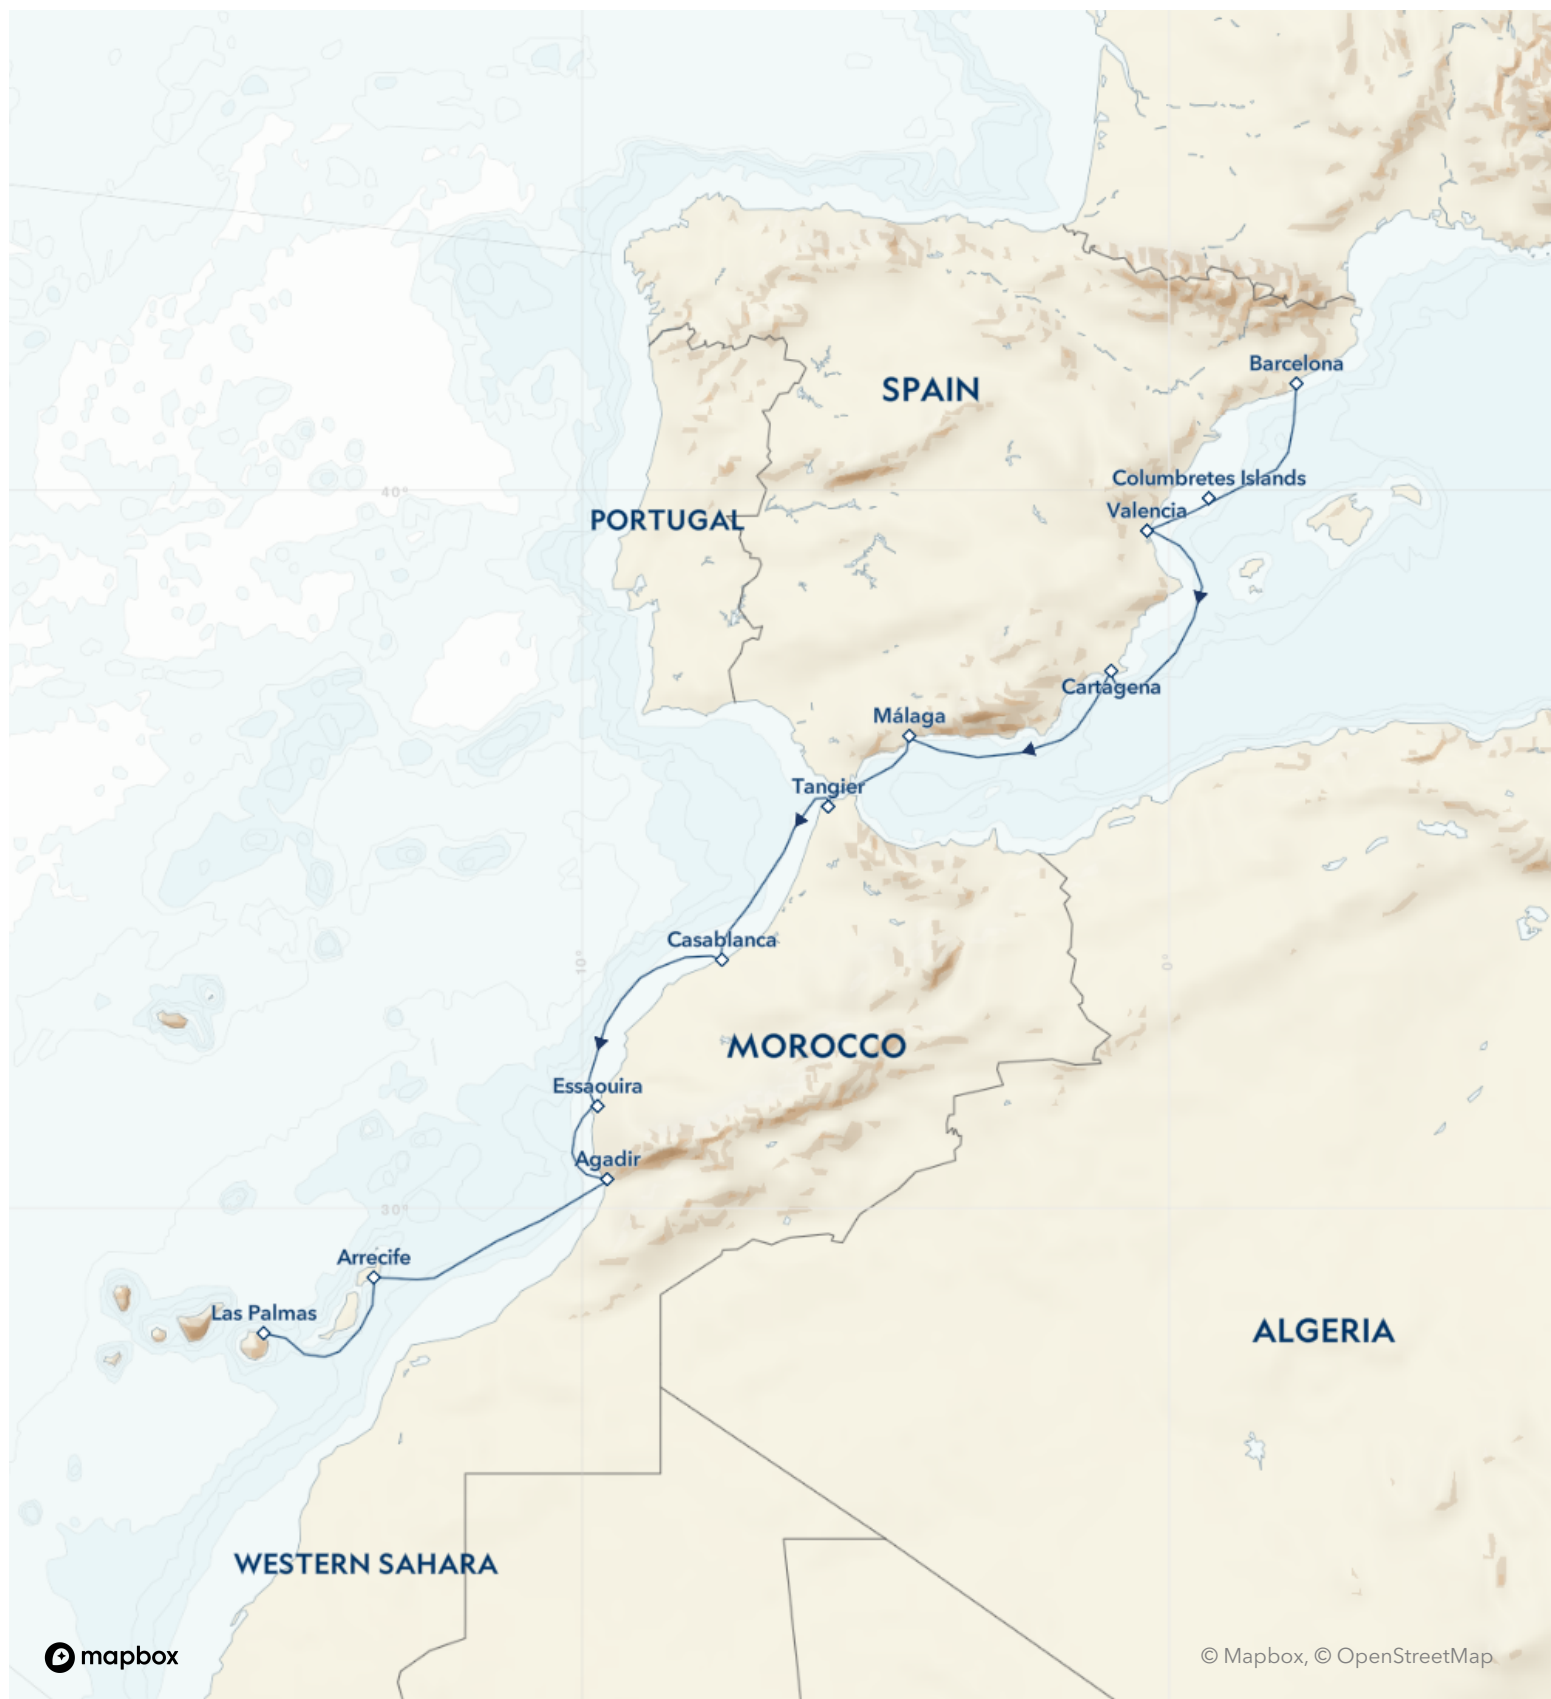 Barcelona
SPAIN
Columbretes Islands
40°
Valencia
PORTUGAL
Cartagena
Málaga
Tangier
Casablanca
10°
0°
MOROCCO
Essaouira
Agadir
30°
Arrecife
Las Palmas
ALGERIA
WESTERN SAHARA
mapbox
© Mapbox, © OpenStreetMap